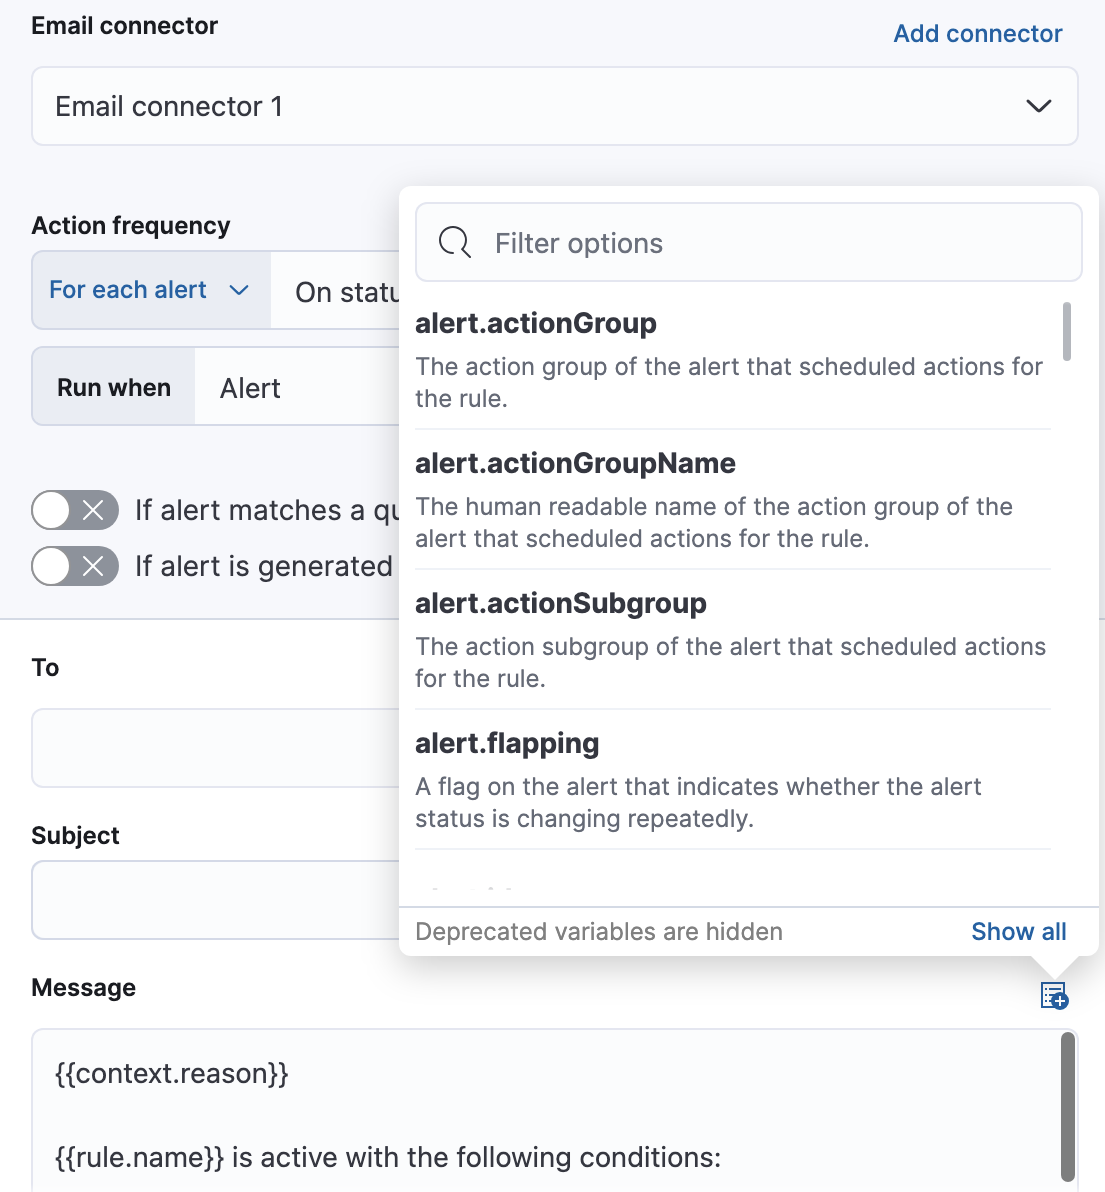 Email connector
Add connector
Email connector 1
Action frequency
For each alert
On statu
Run when
Alert
If alert matches a qu
If alert is generated
To
Subject
Filter options
alert.actionGroup
The action group of the alert that scheduled actions for
the rule.
alert.actionGroupName
The human readable name of the action group of the
alert that scheduled actions for the rule.
alert.actionSubgroup
The action subgroup of the alert that scheduled actions
for the rule.
alert.flapping
A flag on the alert that indicates whether the alert
status is changing repeatedly.
Deprecated variables are hidden
Show all
Message
{{context.reason}}
{{rule.name}} is active with the following conditions: